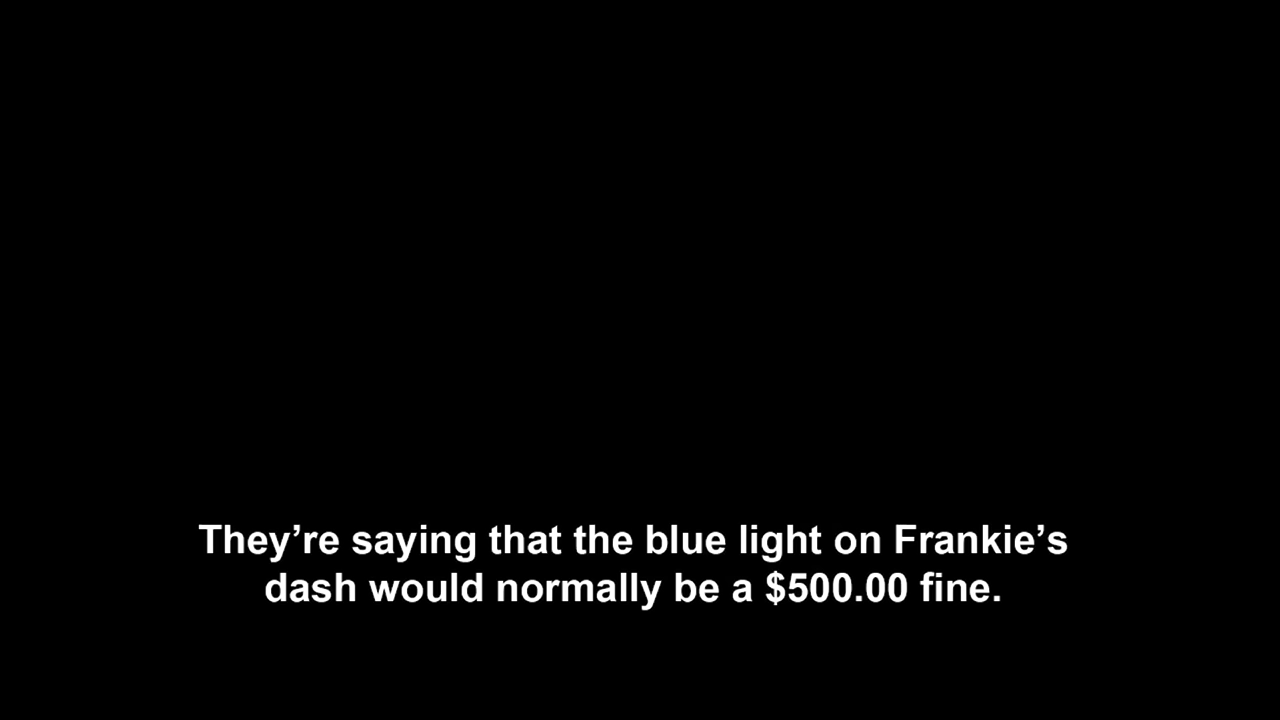 They’re saying that the blue light on Frankie’s
dash would normally be a $500.00 fine.